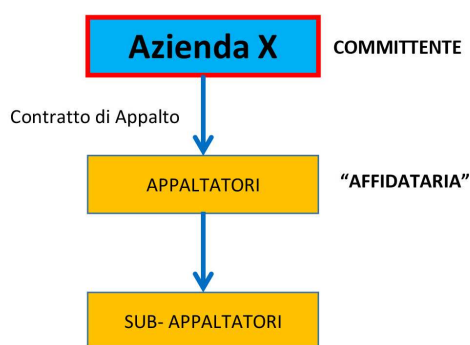 Azienda X
COMMITTENTE
Contratto di Appalto
APPALTATORI
“AFFIDATARIA”
SUB- APPALTATORI